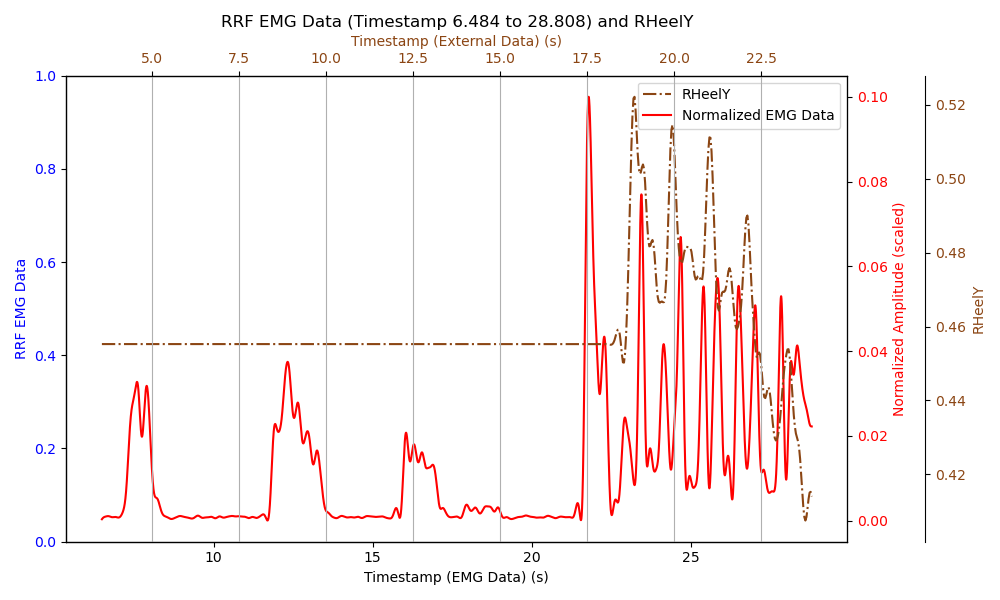 RRF EMG Data (Timestamp 6.484 to 28.808) and RHeelY
Timestamp (External Data) (s)
5.0 7.5 10.0 12.5 15.0 17.5 20.0 22.5
RHeelY
Normalized EMG Data
RRF EMG Data
1.0
0.8
0.6
0.4
0.2
0.0
0.10
0.08
0.06
0.04
0.02
0.00
Normalized Amplitude (scaled)
0.52
0.50
0.48
0.46
0.44
0.42
RHeelY
10 15 20 25
Timestamp (EMG Data) (s)